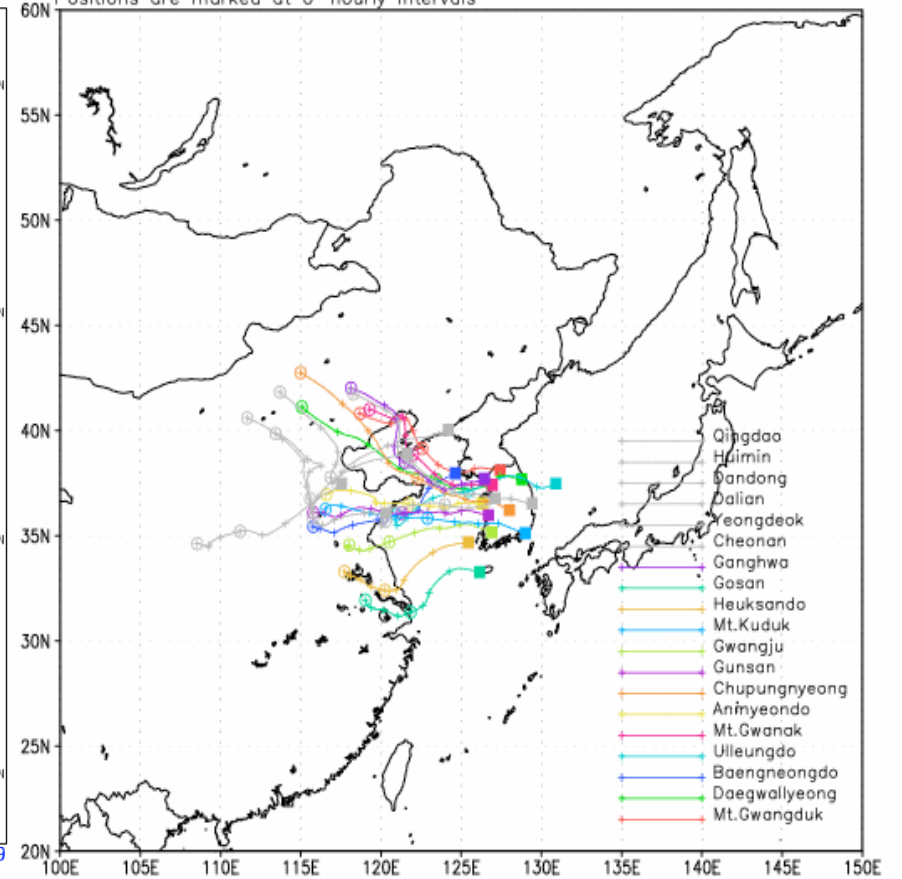 Positions are marked at 6 hourly intervals
60N
55N
50N
45N
40N
35N
30N
25N
20N
Qingdao
Huimin
Dandong
Dalian
Yeongdeok
Cheonan
Ganghwa
Gosan
Heuksando
Mt.Kuduk
Gwangju
Gunsan
Chupungnyeong
Anmyeondo
Mt.Gwanak
Ulleungdo
Baengneongdo
Daegwallyeong
Mt.Gwangduk
100E 105E 110E 115E 120E 125E 130E 135E 140E 145E 150E
9